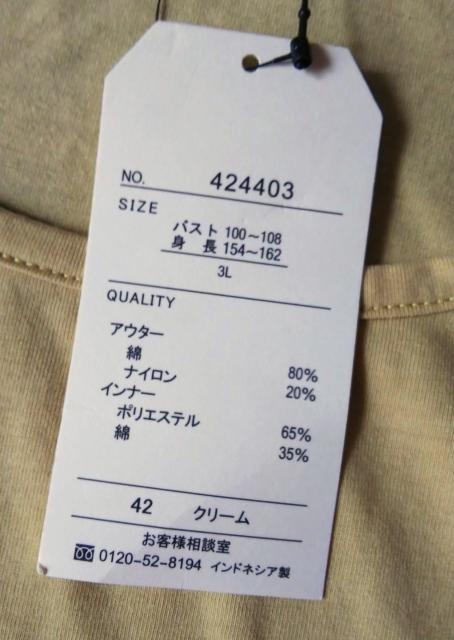 NO. 424403
SIZE
バスト 100~108
身 長 154~162
3L
QUALITY
アウター
綿 80%
ナイロン 20%
インナー
ポリエステル 65%
綿 35%
42 クリーム
お客様相談室
0120-52-8194 インドネシア製